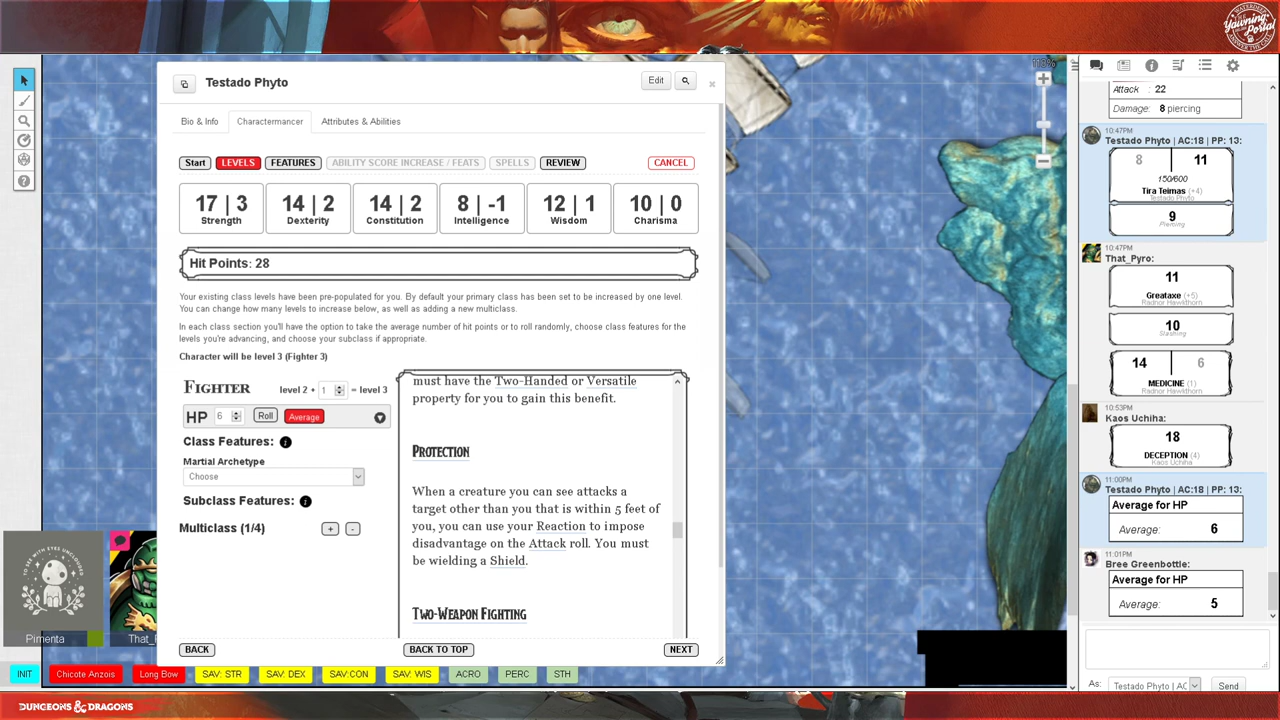 THE YAWNING PORTAL
Testado Phyto
Edit
Bio & Info
Charactermancer
Attributes & Abilities
Start
LEVELS
FEATURES
ABILITY SCORE INCREASE / FEATS
SPELLS
REVIEW
CANCEL
17 | 3
Strength
14 | 2
Dexterity
14 | 2
Constitution
8 | -1
Intelligence
12 | 1
Wisdom
10 | 0
Charisma
Hit Points: 28
Your existing class levels have been pre-populated for you. By default your primary class has been set to be increased by one level.
You can change how many levels to increase below, as well as adding a new multiclass.
In each class section you'll have the option to take the average number of hit points or to roll randomly, choose class features for the
levels you're advancing, and choose your subclass if appropriate.
Character will be level 3 (Fighter 3)
FIGHTER
level 2 + 1 = level 3
HP 6 Roll Average
Class Features:
Martial Archetype
Choose
Subclass Features:
Multiclass (1/4)
+ -
must have the Two-Handed or Versatile
property for you to gain this benefit.
PROTECTION
When a creature you can see attacks a
target other than you that is within 5 feet of
you, you can use your Reaction to impose
disadvantage on the Attack roll. You must
be wielding a Shield.
TWO-WEAPON FIGHTING
BACK
BACK TO TOP
NEXT
TO SEE WITH EYES UNCLOUDED
Pimenta
That_
INIT
Chicote Anzois
Long Bow
SAV: STR
SAV: DEX
SAV:CON
SAV: WIS
ACRO
PERC
STH
Attack : 22
Damage: 8 piercing
10:47PM
Testado Phyto | AC:18 | PP: 13:
8 11
150/600
Tira Teimas (+4)
Testado Phyto
9
Piercing
10:47PM
That_Pyro:
11
Greataxe (+5)
Radnor Hawkthorn
10
Slashing
14 6
MEDICINE (1)
Radnor Hawkthorn
10:53PM
Kaos Uchiha:
18
DECEPTION (4)
Kaos Uchiha
11:00PM
Testado Phyto | AC:18 | PP: 13:
Average for HP
Average: 6
11:01PM
Bree Greenbottle:
Average for HP
Average: 5
As: Testado Phyto | AC
Send
DUNGEONS & DRAGONS